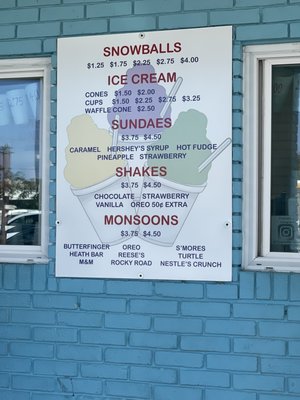 SNOWBALLS
$1.25 $1.75 $2.25 $2.75 $4.00
ICE CREAM
CONES $1.50 $2.00
CUPS $1.50 $2.25 $2.75 $3.25
WAFFLE CONE $2.50
SUNDAES
$3.75 $4.50
CARAMEL HERSHEY'S SYRUP HOT FUDGE
PINEAPPLE STRAWBERRY
SHAKES
$3.75 $4.50
CHOCOLATE STRAWBERRY
VANILLA OREO 50¢ EXTRA
MONSOONS
$3.75 $4.50
BUTTERFINGER OREO S'MORES
HEATH BAR REESE'S TURTLE
M&M ROCKY ROAD NESTLE'S CRUNCH